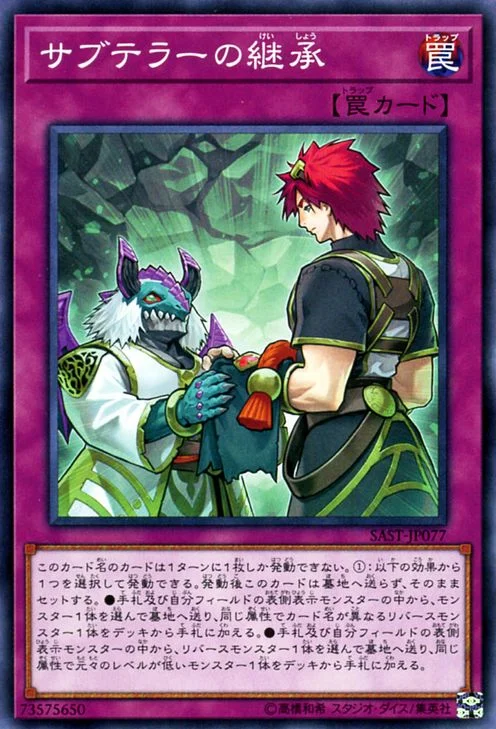 サブテラーの継承
罠
【罠カード】
SAST-JP077
このカード名のカードは1ターンに1枚しか発動できない。①：以下の効果から
1つを選択して発動できる。発動後このカードは墓地へ送らず、そのまま
セットする。●手札及び自分フィールドの表側表示モンスターの中から、モン
スター1体を選んで墓地へ送り、同じ属性でカード名が異なるリバースモン
スター1体をデッキから手札に加える。●手札及び自分フィールドの表側
表示モンスターの中から、リバースモンスター1体を選んで墓地へ送り、同じ
属性で元々のレベルが低いモンスター1体をデッキから手札に加える。
73575650
©高橋和希 スタジオ・ダイス/集英社